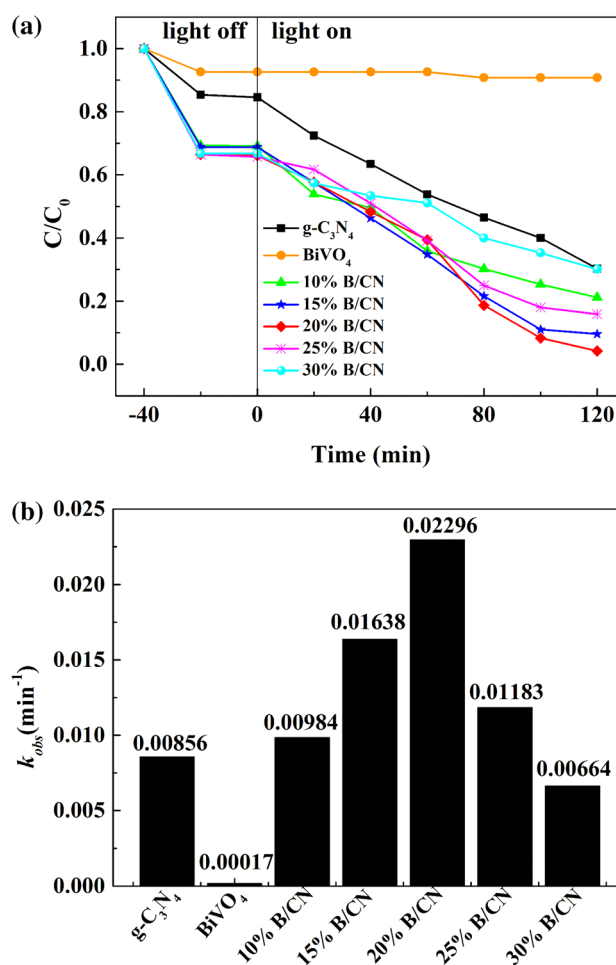 (a)
light off light on
1.0
0.8
0.6
0.4
0.2
0.0
C/C₀
g-C₃N₄
BiVO₄
10% B/CN
15% B/CN
20% B/CN
25% B/CN
30% B/CN
-40 0 40 80 120
Time (min)
(b)
0.025
0.020
0.015
0.010
0.005
0.000
k_obs(min⁻¹)
0.00856
0.00017
0.00984
0.01638
0.02296
0.01183
0.00664
g-C₃N₄
BiVO₄
10% B/CN
15% B/CN
20% B/CN
25% B/CN
30% B/CN